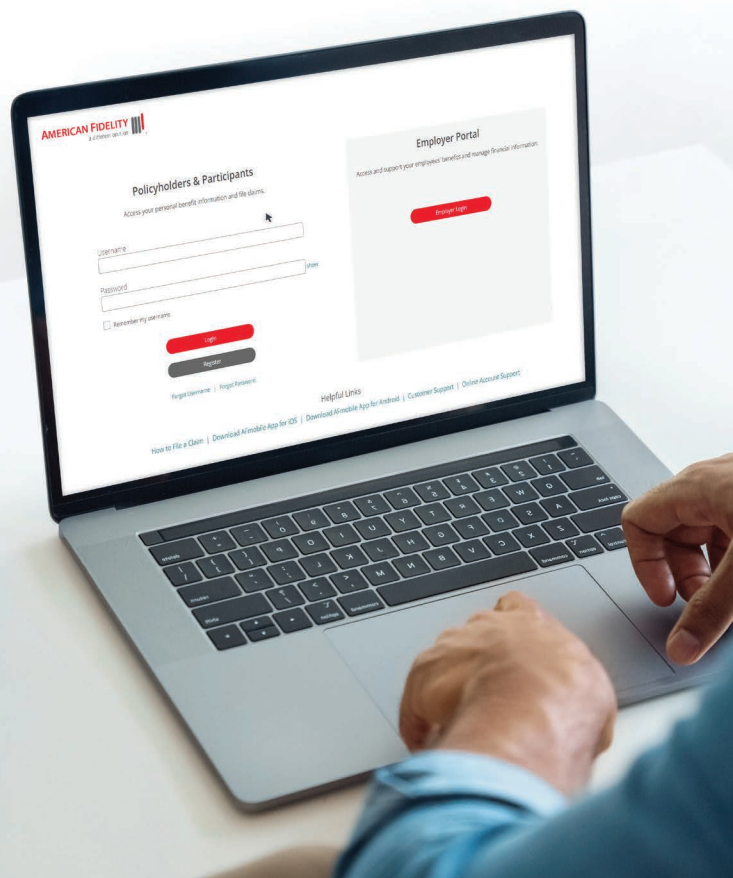 AMERICAN FIDELITY
a different opinion
Policyholders & Participants
Access your personal benefit information and file claims.
Username
Password
show
Remember my username
Login
Register
Forgot Username | Forgot Password
Employer Portal
Access and support your employees' benefits and manage financial information.
Employer Login
Helpful Links
How to File a Claim | Download AFmobile App for iOS | Download AFmobile App for Android | Customer Support | Online Account Support